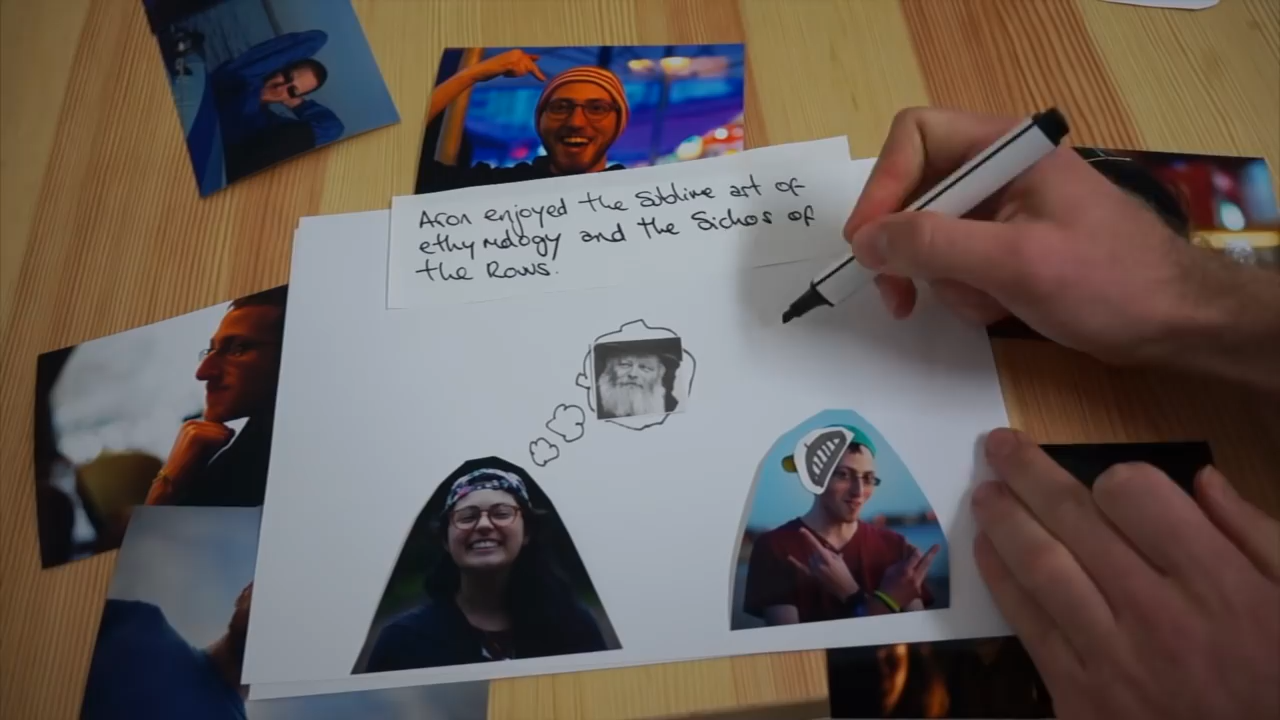 Aron enjoyed the sublime art of
ethymology and the Sichos of
the Rows.